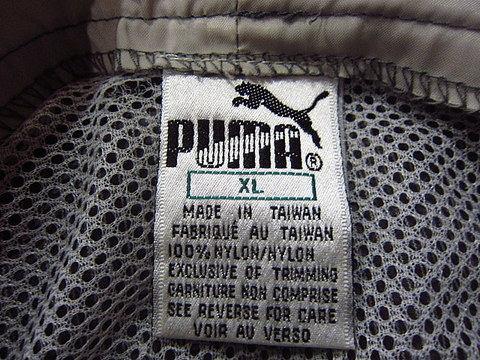 PUMA®
XL
MADE IN TAIWAN
FABRIQUÉ AU TAIWAN
100% NYLON/NYLON
EXCLUSIVE OF TRIMMING
GARNITURE NON COMPRISE
SEE REVERSE FOR CARE
VOIR AU VERSO